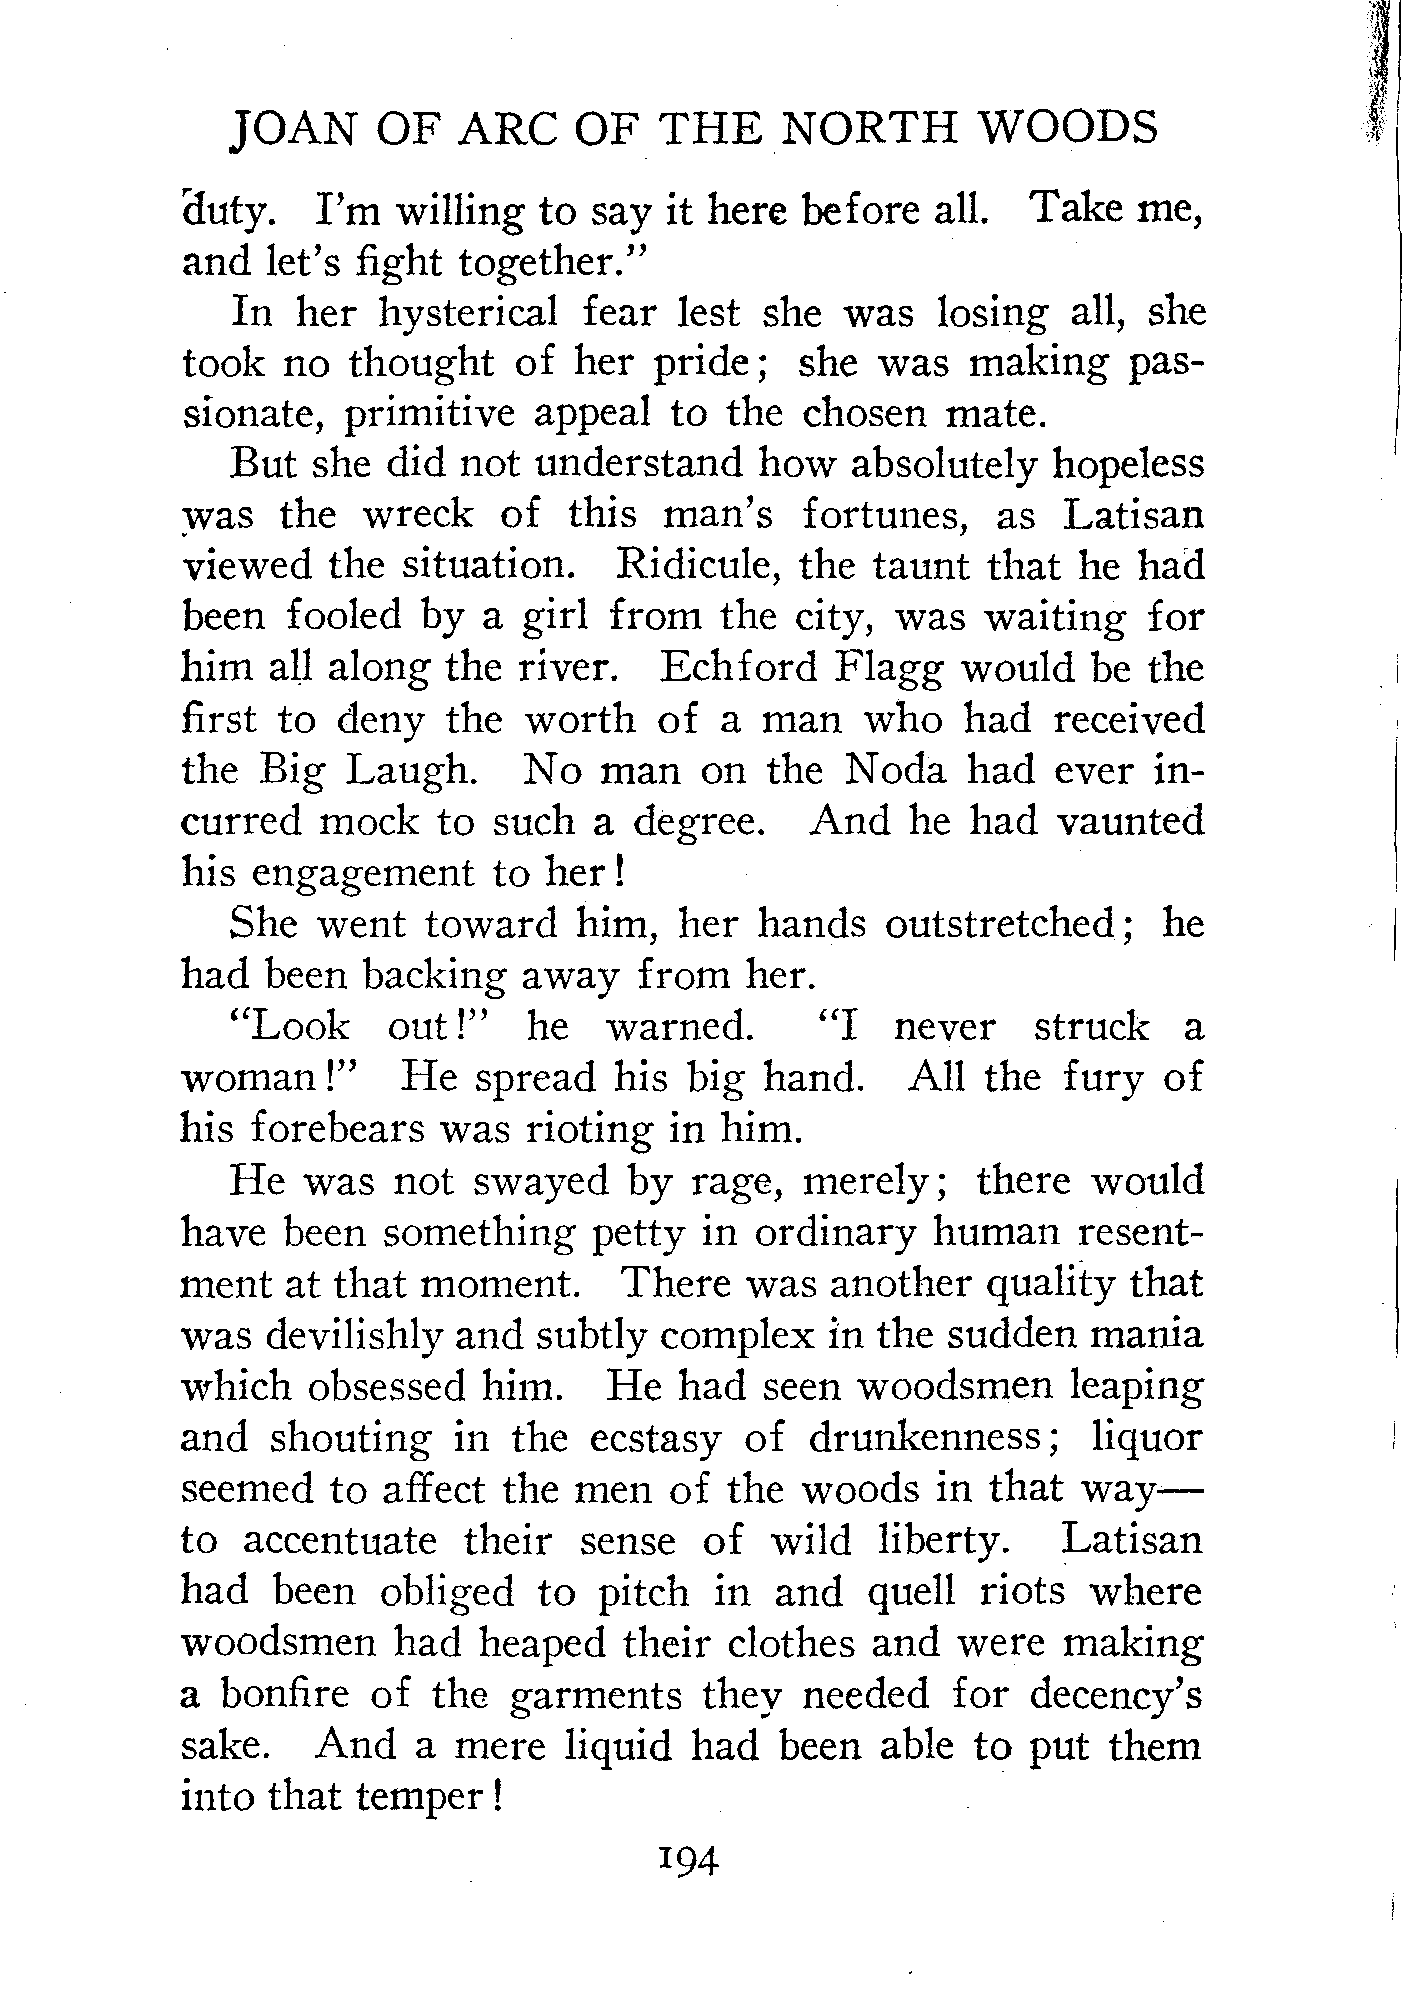 JOAN OF ARC OF THE NORTH WOODS
duty. I'm willing to say it here before all. Take me,
and let's fight together."
In her hysterical fear lest she was losing all, she
took no thought of her pride; she was making pas-
sionate, primitive appeal to the chosen mate.
But she did not understand how absolutely hopeless
was the wreck of this man's fortunes, as Latisan
viewed the situation. Ridicule, the taunt that he had
been fooled by a girl from the city, was waiting for
him all along the river. Echford Flagg would be the
first to deny the worth of a man who had received
the Big Laugh. No man on the Noda had ever in-
curred mock to such a degree. And he had vaunted
his engagement to her!
She went toward him, her hands outstretched; he
had been backing away from her.
"Look out!" he warned. "I never struck a
woman!" He spread his big hand. All the fury of
his forebears was rioting in him.
He was not swayed by rage, merely; there would
have been something petty in ordinary human resent-
ment at that moment. There was another quality that
was devilishly and subtly complex in the sudden mania
which obsessed him. He had seen woodsmen leaping
and shouting in the ecstasy of drunkenness; liquor
seemed to affect the men of the woods in that way—
to accentuate their sense of wild liberty. Latisan
had been obliged to pitch in and quell riots where
woodsmen had heaped their clothes and were making
a bonfire of the garments they needed for decency's
sake. And a mere liquid had been able to put them
into that temper!
194